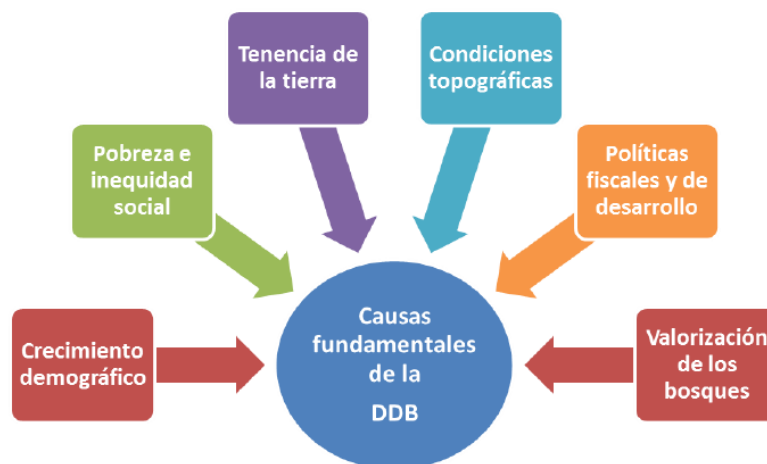 Tenencia de
la tierra
Condiciones
topográficas
Pobreza e
inequidad
social
Políticas
fiscales y de
desarrollo
Crecimiento
demográfico
Causas
fundamentales
de la
DDB
Valorización
de los
bosques